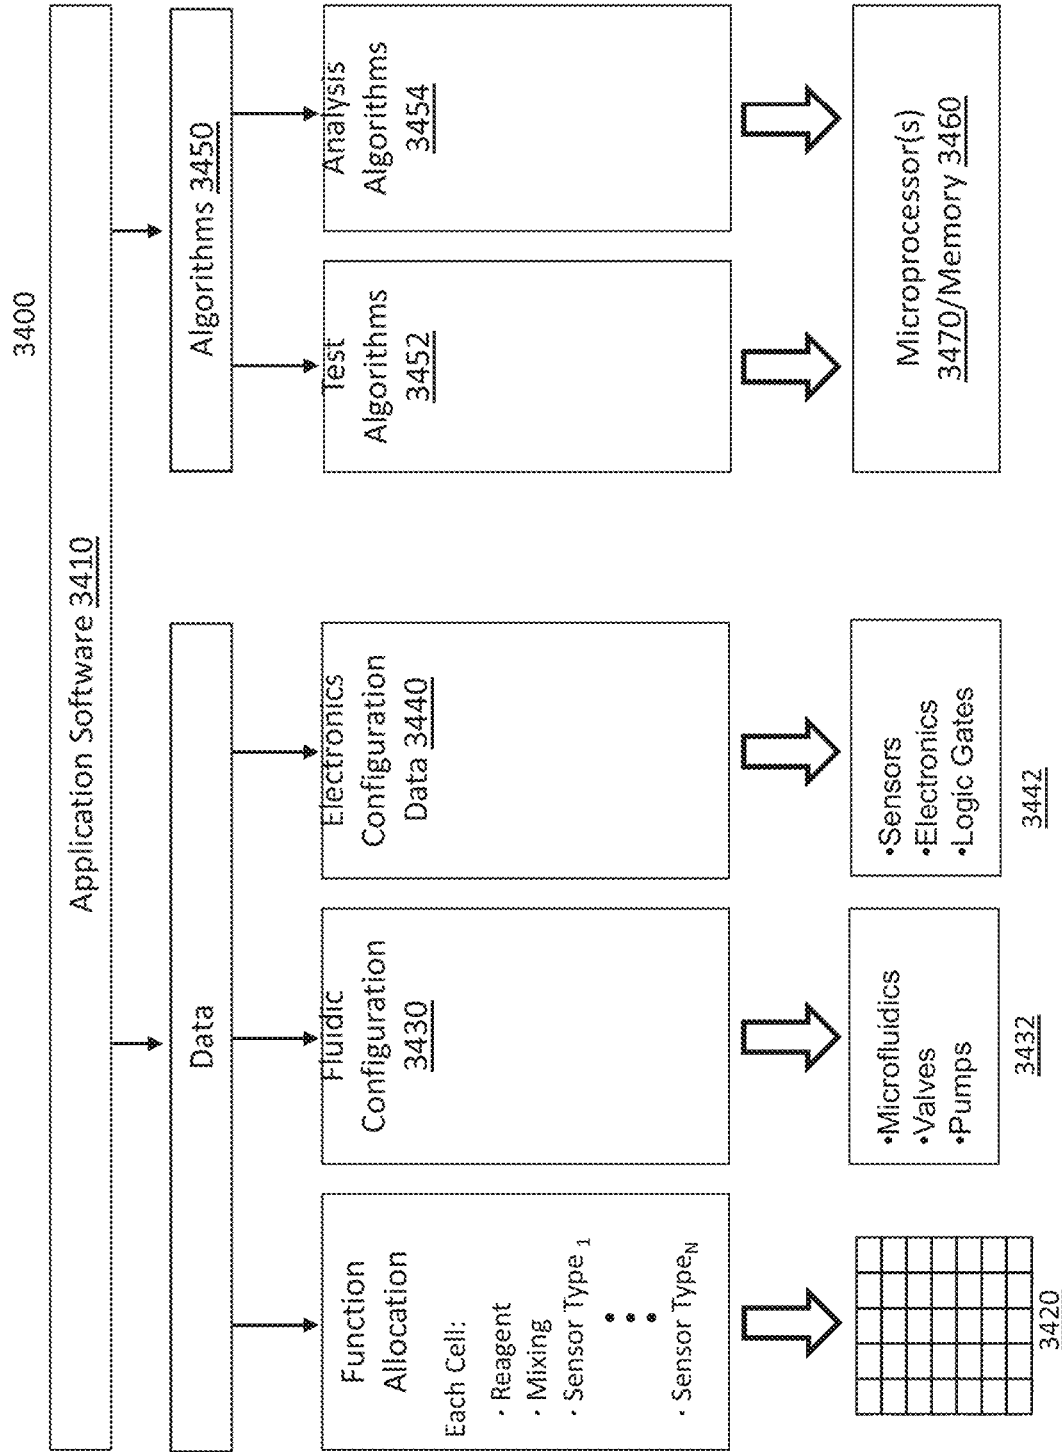 3400
Application Software 3410
Data
Algorithms 3450
Function
Allocation
Each Cell:
· Reagent
· Mixing
· Sensor Type 1
•••
· Sensor TypeN
Fluidic
Configuration
3430
Electronics
Configuration
Data 3440
Test
Algorithms
3452
Analysis
Algorithms
3454
3420
•Microfluidics
•Valves
•Pumps
3432
•Sensors
•Electronics
•Logic Gates
3442
Microprocessor(s)
3470/Memory 3460